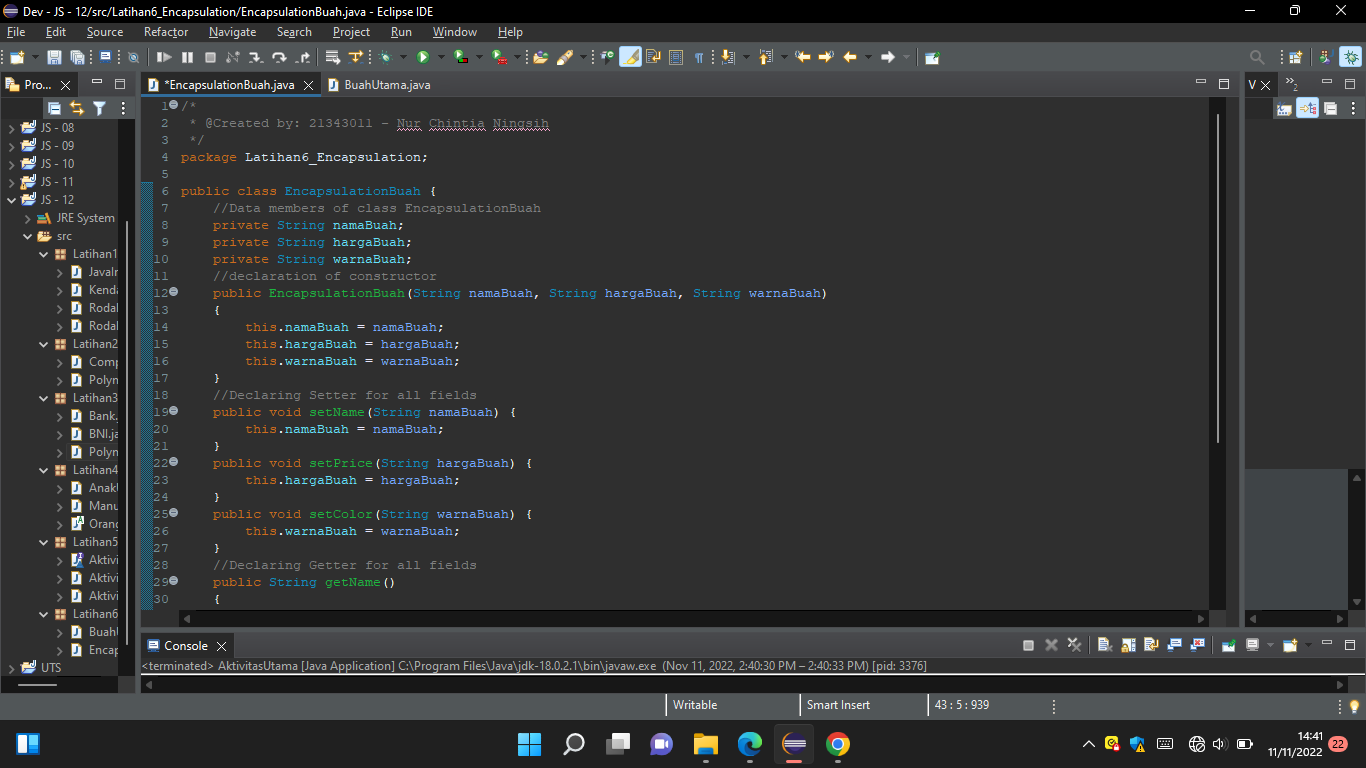 Dev - JS - 12/src/Latihan6_Encapsulation/EncapsulationBuah.java - Eclipse IDE
File Edit Source Refactor Navigate Search Project Run Window Help
Pro...
*EncapsulationBuah.java
BuahUtama.java
V
2
JS - 08
JS - 09
JS - 10
JS - 11
JS - 12
JRE System
src
Latihan1
JavaIn
Kenda
Rodal
Rodal
Latihan2
Comp
Polyn
Latihan3
Bank.
BNI.ja
Polyn
Latihan4
Anak
Manu
Orang
Latihan5
Aktivi
Aktivi
Aktivi
Latihan6
Buah
Encap
UTS
1 /*
2 * @Created by: 21343011 - Nur Chintia Ningsih
3 */
4 package Latihan6_Encapsulation;
5
6 public class EncapsulationBuah {
7 //Data members of class EncapsulationBuah
8 private String namaBuah;
9 private String hargaBuah;
10 private String warnaBuah;
11 //declaration of constructor
12 public EncapsulationBuah(String namaBuah, String hargaBuah, String warnaBuah)
13 {
14 this.namaBuah = namaBuah;
15 this.hargaBuah = hargaBuah;
16 this.warnaBuah = warnaBuah;
17 }
18 //Declaring Setter for all fields
19 public void setName(String namaBuah) {
20 this.namaBuah = namaBuah;
21 }
22 public void setPrice(String hargaBuah) {
23 this.hargaBuah = hargaBuah;
24 }
25 public void setColor(String warnaBuah) {
26 this.warnaBuah = warnaBuah;
27 }
28 //Declaring Getter for all fields
29 public String getName()
30 {
Console
<terminated> AktivitasUtama [Java Application] C:\Program Files\Java\jdk-18.0.2.1\bin\javaw.exe (Nov 11, 2022, 2:40:30 PM – 2:40:33 PM) [pid: 3376]
Writable
Smart Insert
43 : 5 : 939
14:41
11/11/2022
22